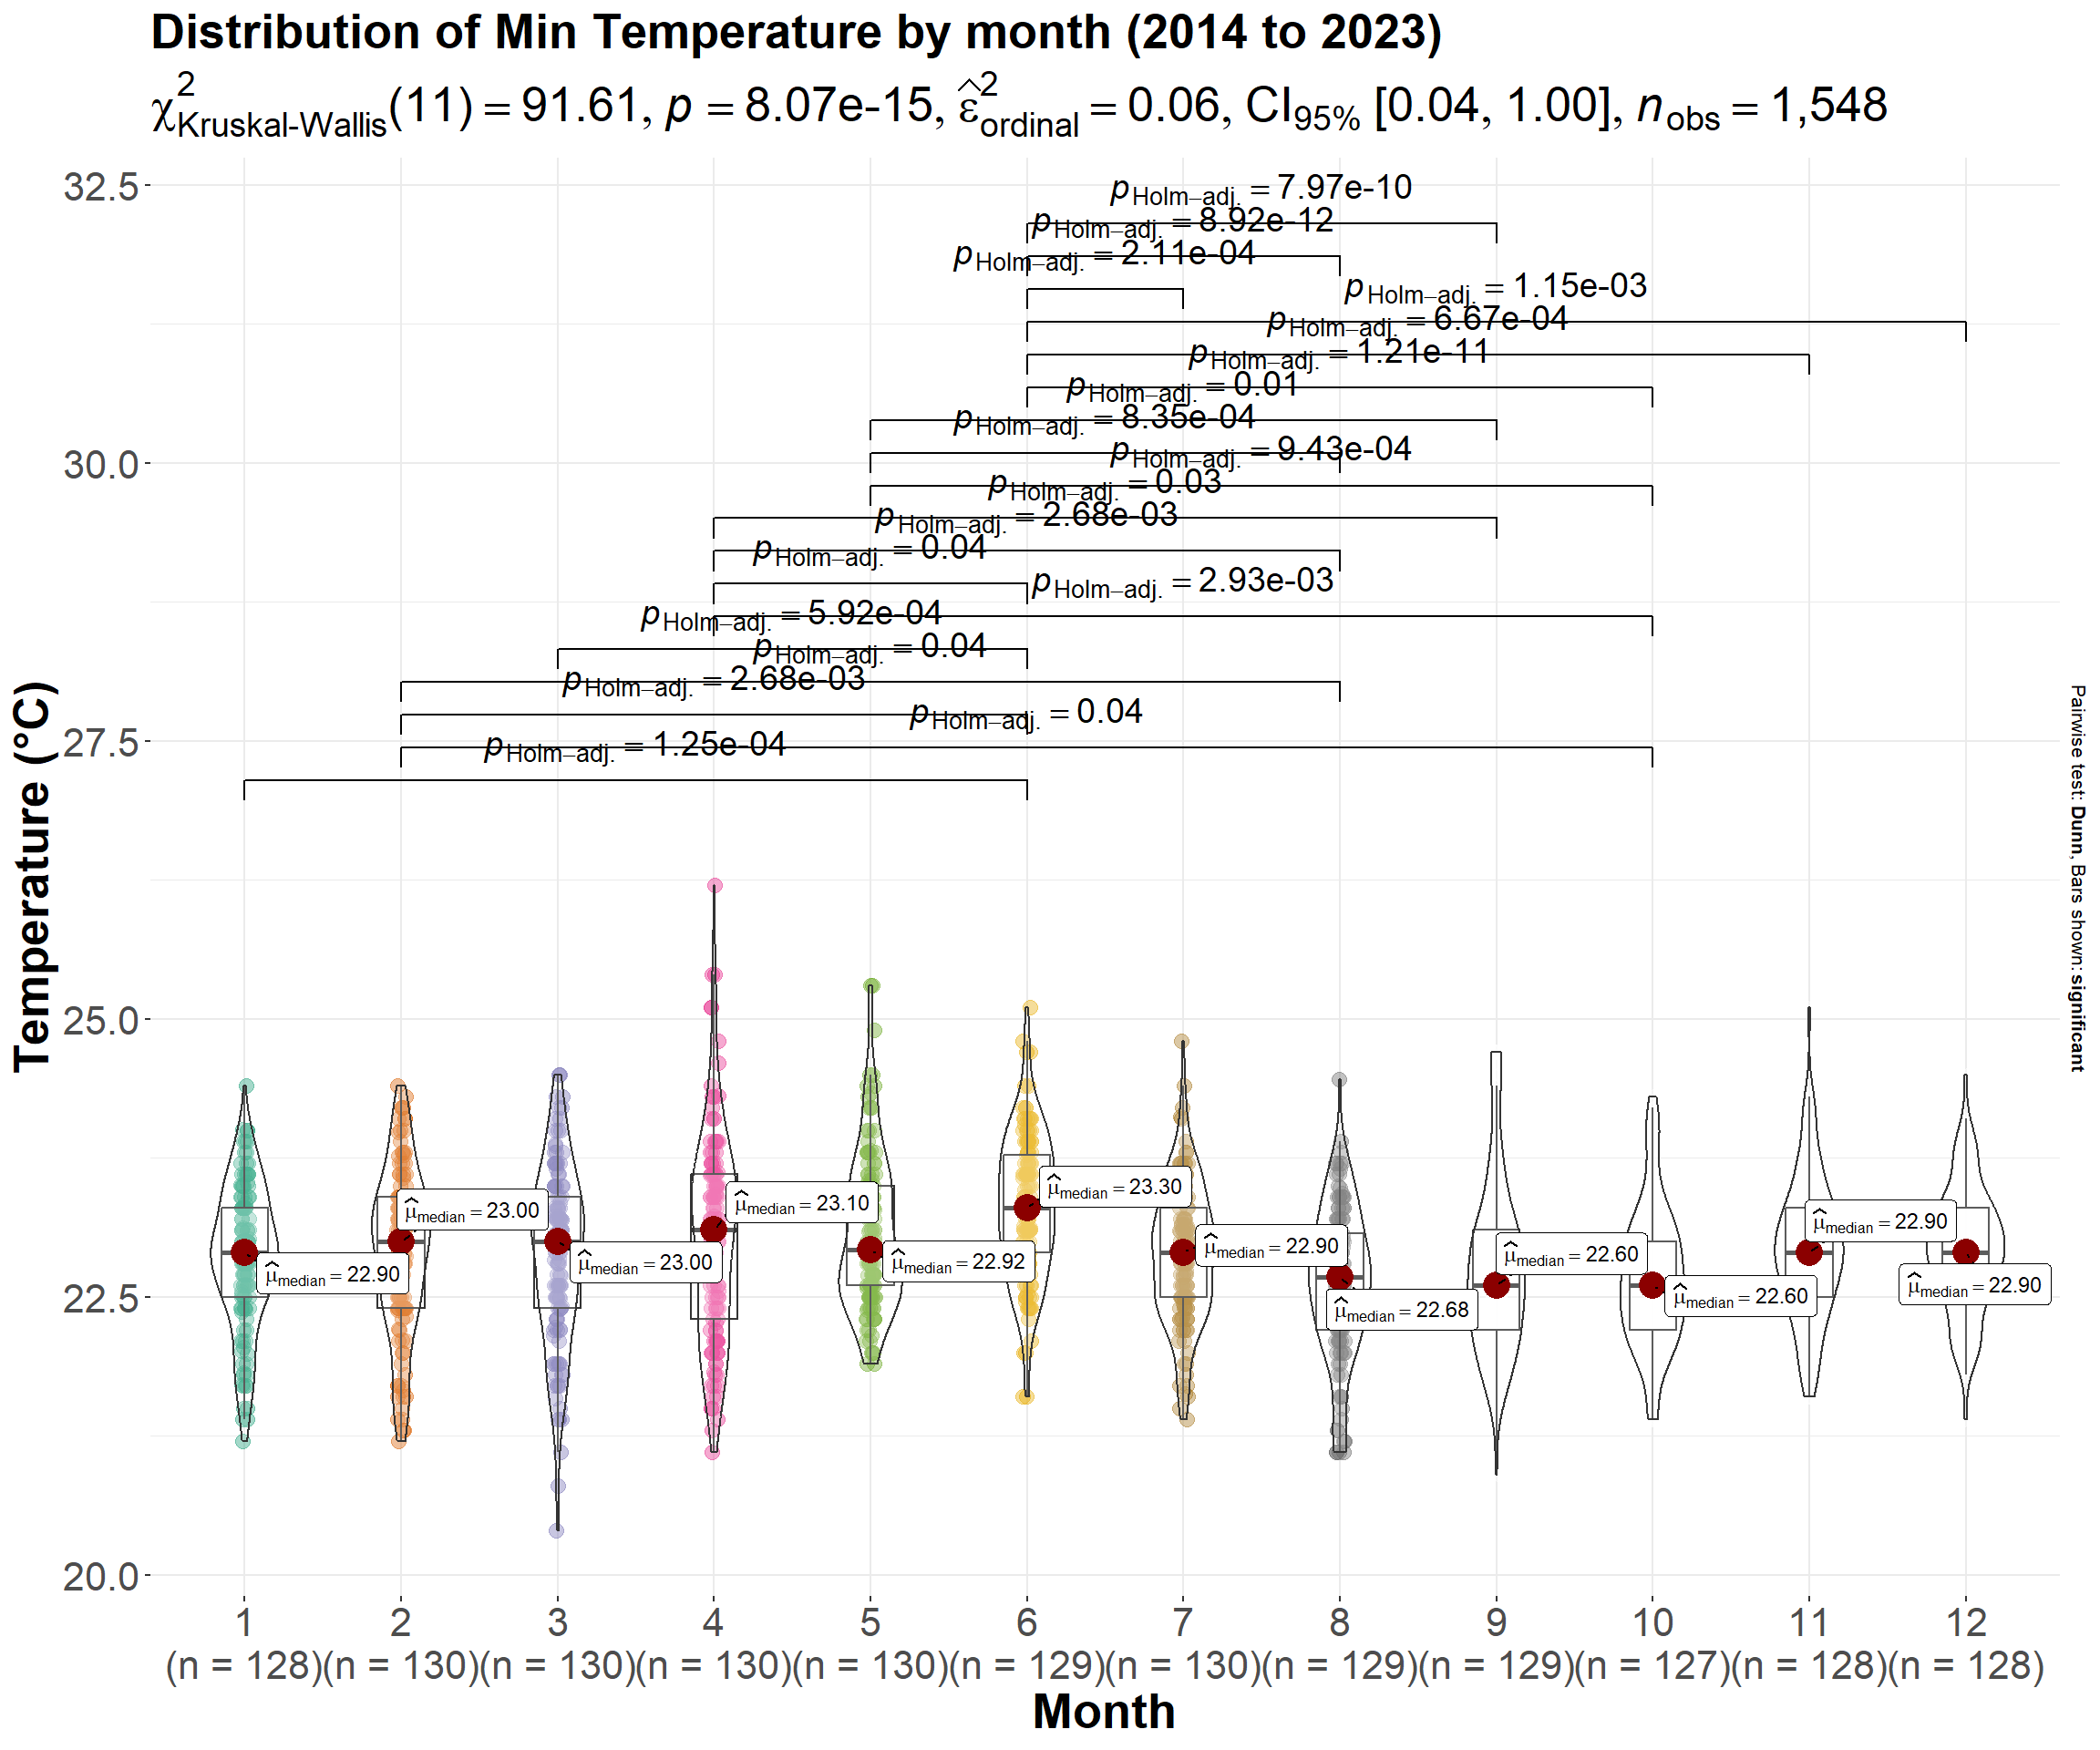 Distribution of Min Temperature by month (2014 to 2023)
χ²Kruskal-Wallis(11) = 91.61, p = 8.07e-15, ε̂²ordinal = 0.06, CI95% [0.04, 1.00], nobs = 1,548
32.5
30.0
27.5
25.0
22.5
20.0
Temperature (°C)
pHolm−adj. = 7.97e-10
pHolm−adj. = 8.92e-12
pHolm−adj. = 2.11e-04
pHolm−adj. = 1.15e-03
pHolm−adj. = 6.67e-04
pHolm−adj. = 1.21e-11
pHolm−adj. = 0.01
pHolm−adj. = 8.35e-04
pHolm−adj. = 9.43e-04
pHolm−adj. = 0.03
pHolm−adj. = 2.68e-03
pHolm−adj. = 0.04
pHolm−adj. = 2.93e-03
pHolm−adj. = 5.92e-04
pHolm−adj. = 0.04
pHolm−adj. = 2.68e-03
pHolm−adj. = 0.04
pHolm−adj. = 1.25e-04
μ̂median = 22.90
μ̂median = 23.00
μ̂median = 23.00
μ̂median = 23.10
μ̂median = 22.92
μ̂median = 23.30
μ̂median = 22.90
μ̂median = 22.68
μ̂median = 22.60
μ̂median = 22.60
μ̂median = 22.90
μ̂median = 22.90
Pairwise test: Dunn, Bars shown: significant
1 2 3 4 5 6 7 8 9 10 11 12
(n = 128)(n = 130)(n = 130)(n = 130)(n = 130)(n = 129)(n = 130)(n = 129)(n = 129)(n = 127)(n = 128)(n = 128)
Month